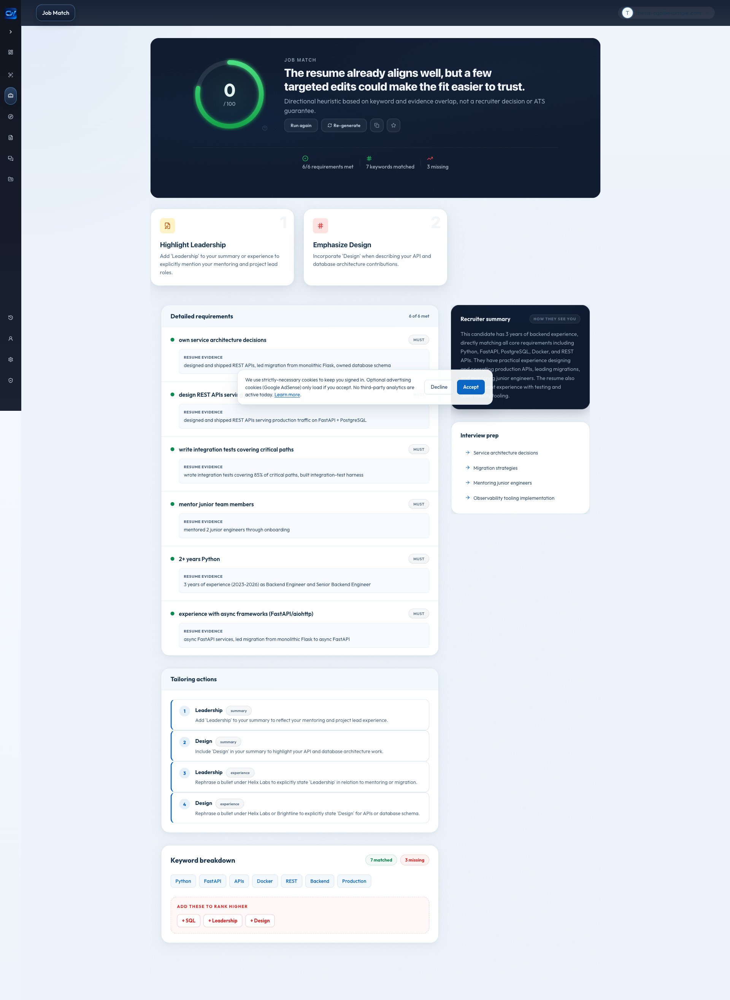 CW
Job Match
T
JOB MATCH
The resume already aligns well, but a few
targeted edits could make the fit easier to trust.
Directional heuristic based on keyword and evidence overlap, not a recruiter decision or ATS
guarantee.
0
/ 100
Run again
Re-generate
6/6 requirements met
7 keywords matched
3 missing
1
Highlight Leadership
Add 'Leadership' to your summary or experience to
explicitly mention your mentoring and project lead
roles.
2
Emphasize Design
Incorporate 'Design' when describing your API and
database architecture contributions.
Detailed requirements
6 of 6 met
own service architecture decisions
MUST
RESUME EVIDENCE
designed and shipped REST APIs, led migration from monolithic Flask, owned database schema
design REST APIs serving
RESUME EVIDENCE
designed and shipped REST APIs serving production traffic on FastAPI + PostgreSQL
write integration tests covering critical paths
MUST
RESUME EVIDENCE
wrote integration tests covering 85% of critical paths, built integration-test harness
mentor junior team members
MUST
RESUME EVIDENCE
mentored 2 junior engineers through onboarding
2+ years Python
MUST
RESUME EVIDENCE
3 years of experience (2023-2026) as Backend Engineer and Senior Backend Engineer
experience with async frameworks (FastAPI/aiohttp)
MUST
RESUME EVIDENCE
async FastAPI services, led migration from monolithic Flask to async FastAPI
We use strictly-necessary cookies to keep you signed in. Optional advertising
cookies (Google AdSense) only load if you accept. No third-party analytics are
active today. Learn more.
Decline
Accept
Recruiter summary
HOW THEY SEE YOU
This candidate has 3 years of backend experience,
directly matching all core requirements including
Python, FastAPI, PostgreSQL, Docker, and REST
APIs. They have practical experience designing
and operating production APIs, leading migrations,
junior engineers. The resume also
experience with testing and
tooling.
Interview prep
Service architecture decisions
Migration strategies
Mentoring junior engineers
Observability tooling implementation
Tailoring actions
1
Leadership
summary
Add 'Leadership' to your summary to reflect your mentoring and project lead experience.
2
Design
summary
Include 'Design' in your summary to highlight your API and database architecture work.
3
Leadership
experience
Rephrase a bullet under Helix Labs to explicitly state 'Leadership' in relation to mentoring or migration.
4
Design
experience
Rephrase a bullet under Helix Labs or Brightline to explicitly state 'Design' for APIs or database schema.
Keyword breakdown
7 matched
3 missing
Python
FastAPI
APIs
Docker
REST
Backend
Production
ADD THESE TO RANK HIGHER
+ SQL
+ Leadership
+ Design